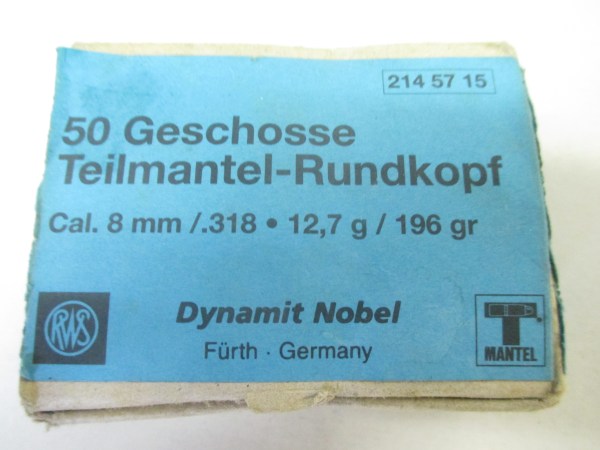 214 57 15
50 Geschosse
Teilmantel-Rundkopf
Cal. 8 mm /.318 • 12,7 g / 196 gr
RWS
Dynamit Nobel
Fürth · Germany
T
MANTEL